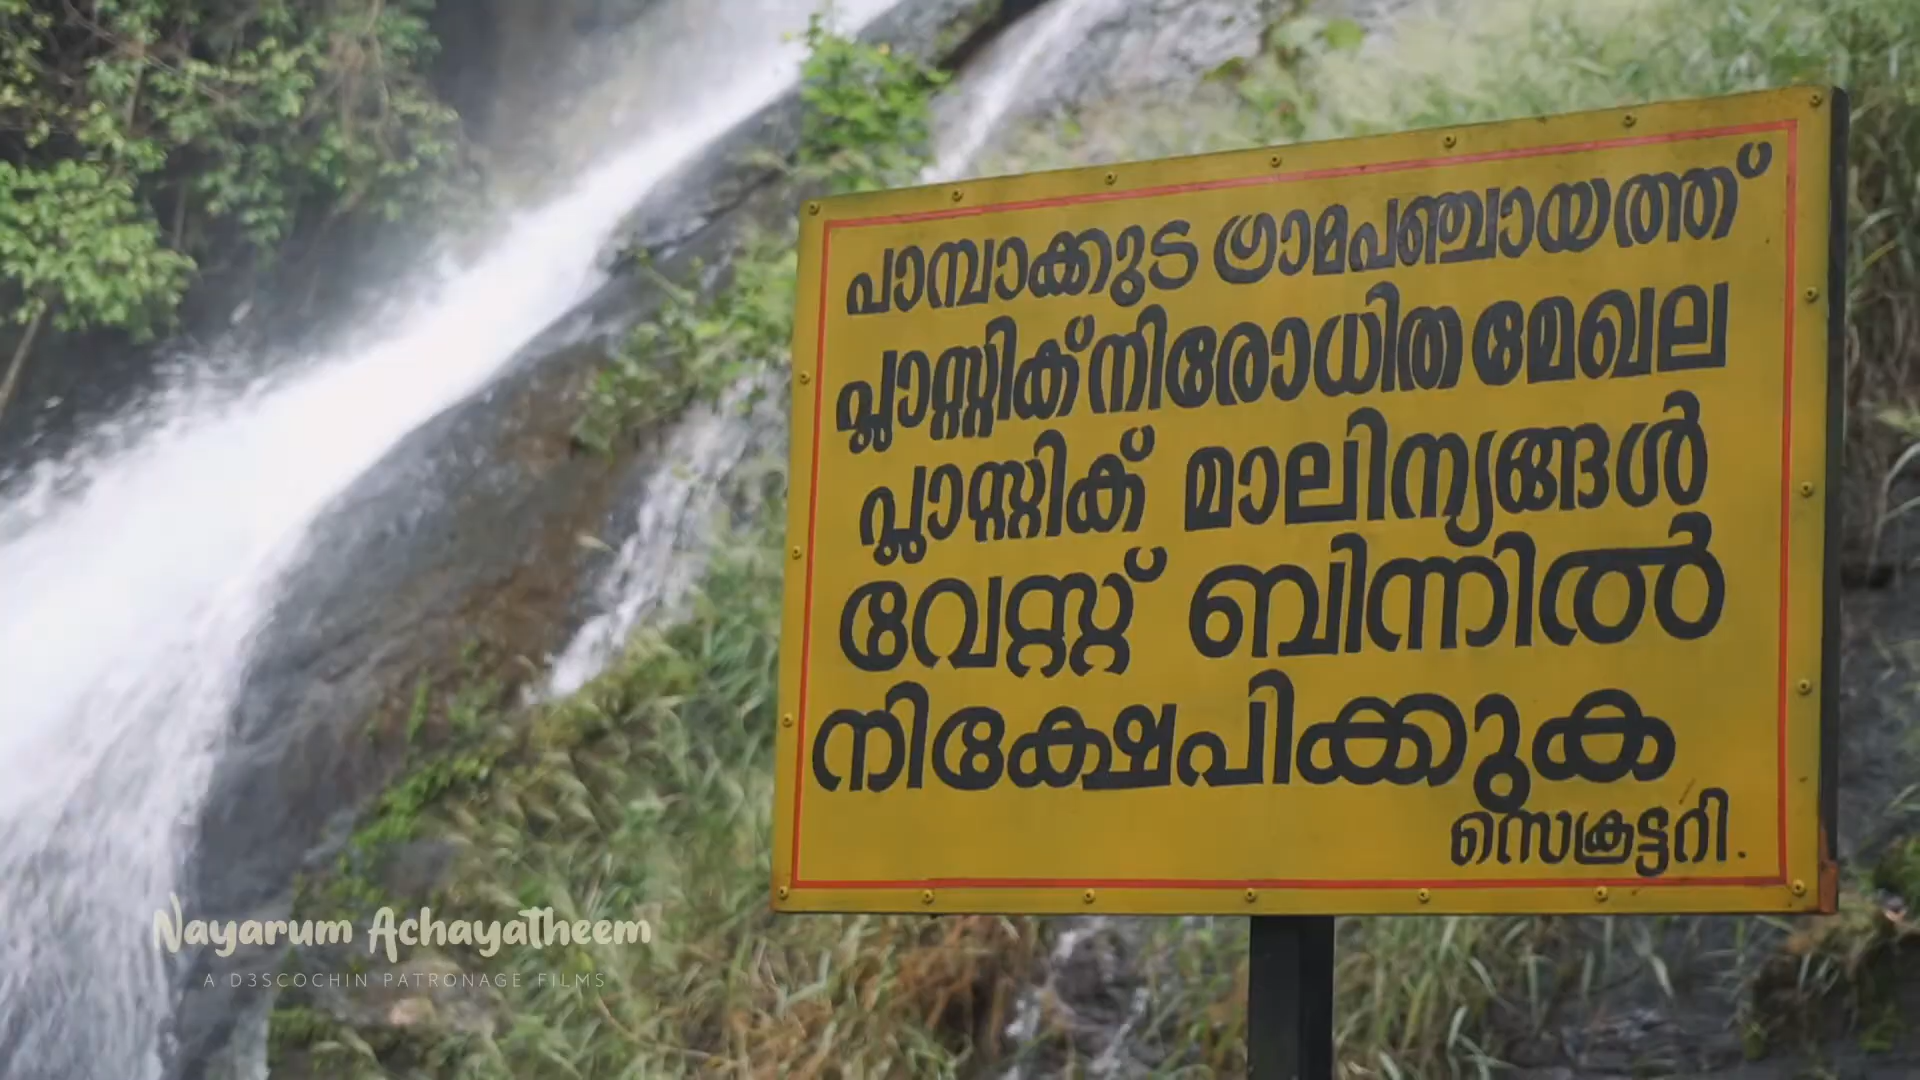 പാമ്പാക്കുട ഗ്രാമപഞ്ചായത്ത്
പ്ലാസ്റ്റിക് നിരോധിത മേഖല
പ്ലാസ്റ്റിക് മാലിന്യങ്ങൾ
വേസ്റ്റ് ബിന്നിൽ
നിക്ഷേപിക്കുക
സെക്രട്ടറി.
Nayarum Achayatheem
A D3SCOCHIN PATRONAGE FILMS